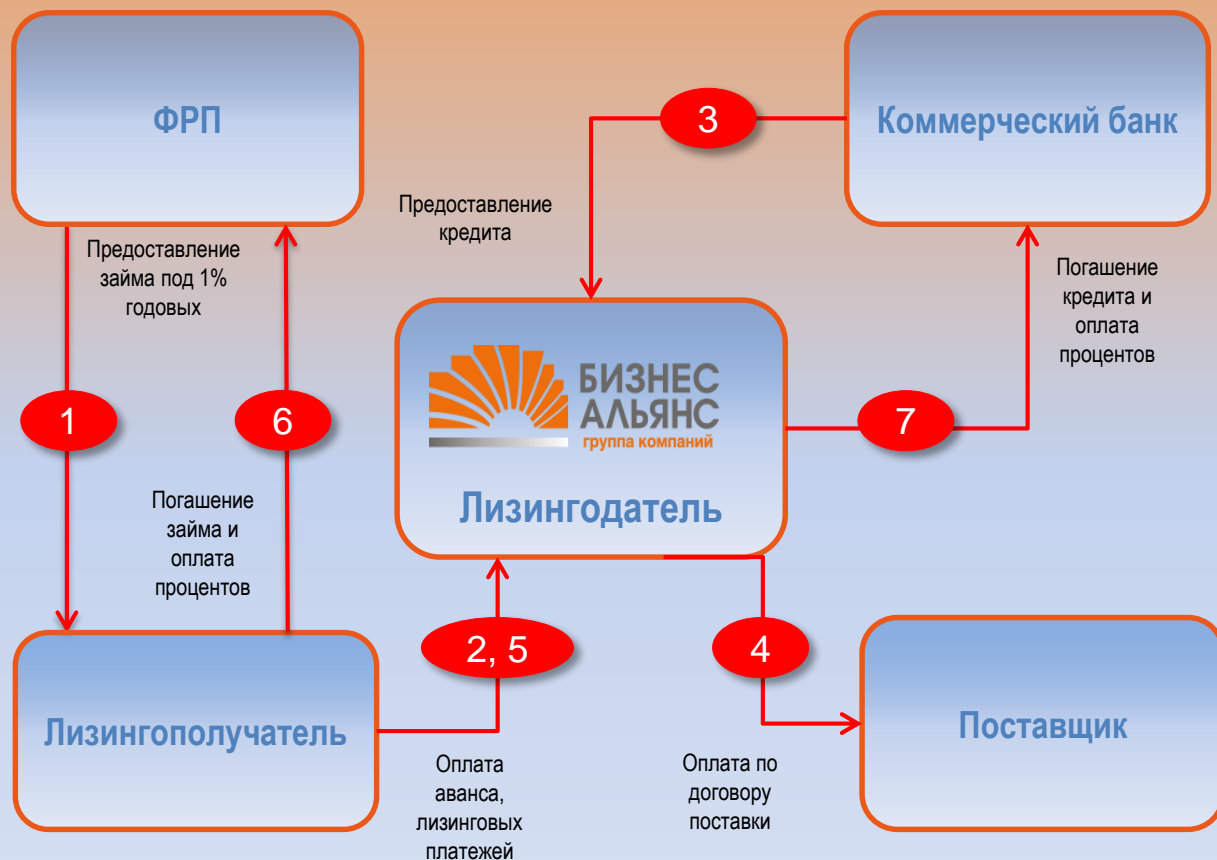 ФРП
3
Коммерческий банк
Предоставление
кредита
Предоставление
займа под 1%
годовых
Погашение
кредита и
оплата
процентов
БИЗНЕС
АЛЬЯНС
группа компаний
1
6
7
Лизингодатель
Погашение
займа и
оплата
процентов
2, 5
4
Лизингополучатель
Поставщик
Оплата
аванса,
лизинговых
платежей
Оплата по
договору
поставки